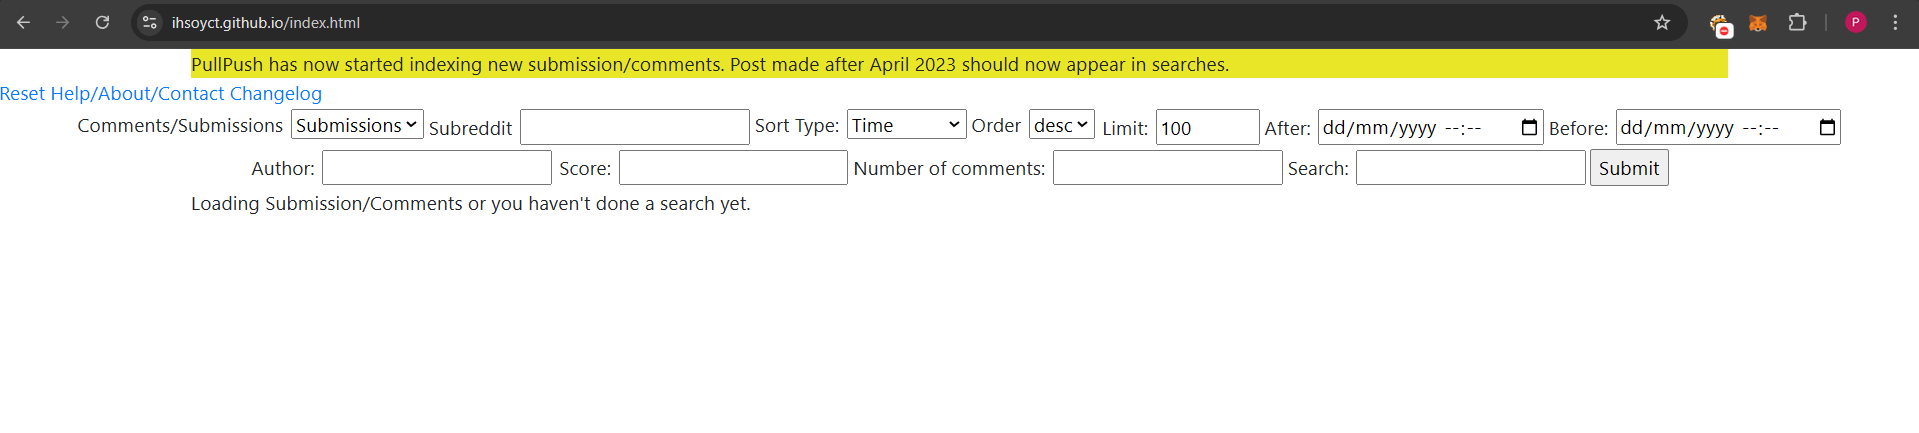 ihsoyct.github.io/index.html
P
PullPush has now started indexing new submission/comments. Post made after April 2023 should now appear in searches.
Reset Help/About/Contact Changelog
Comments/Submissions Submissions Subreddit Sort Type: Time Order desc Limit: 100 After: dd/mm/yyyy --:-- Before: dd/mm/yyyy --:--
Author: Score: Number of comments: Search: Submit
Loading Submission/Comments or you haven't done a search yet.